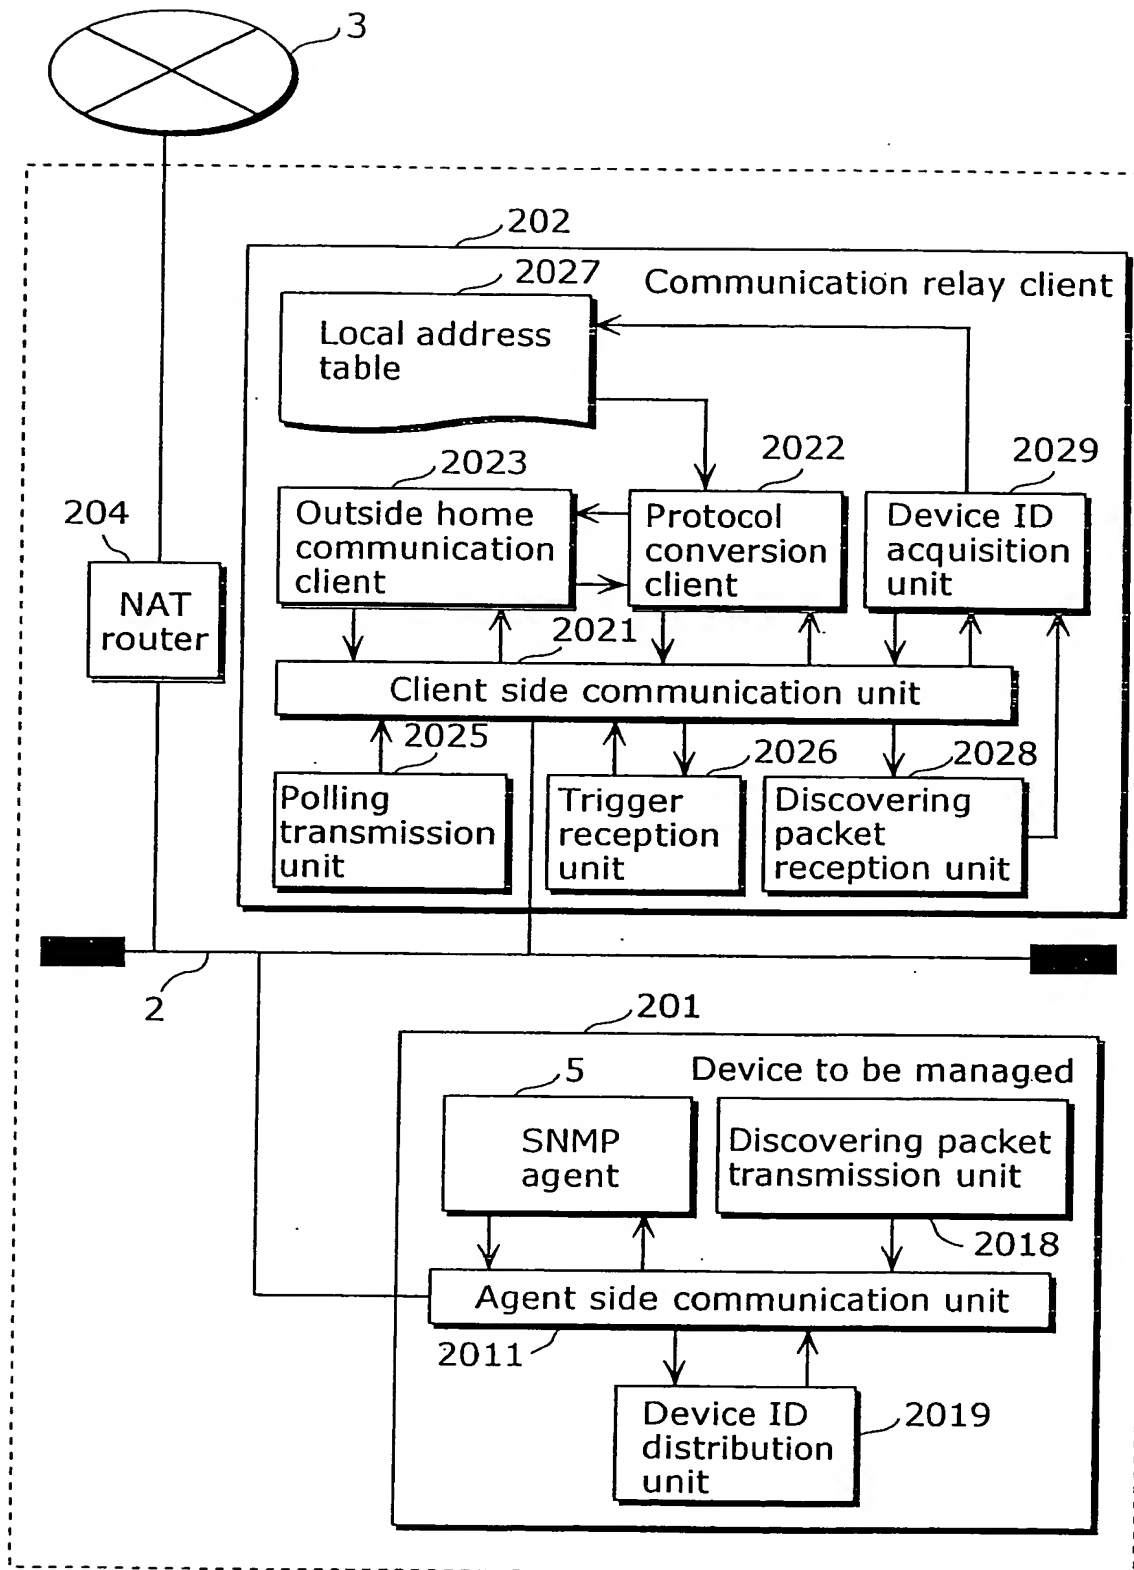 3
202
2027
Communication relay client
Local address
table
2023
2022
2029
204
Outside home
communication
client
Protocol
conversion
client
Device ID
acquisition
unit
NAT
router
2021
Client side communication unit
2025
2026
2028
Polling
transmission
unit
Trigger
reception
unit
Discovering
packet
reception unit
2
201
5
Device to be managed
SNMP
agent
Discovering packet
transmission unit
2018
Agent side communication unit
2011
Device ID
distribution
unit
2019